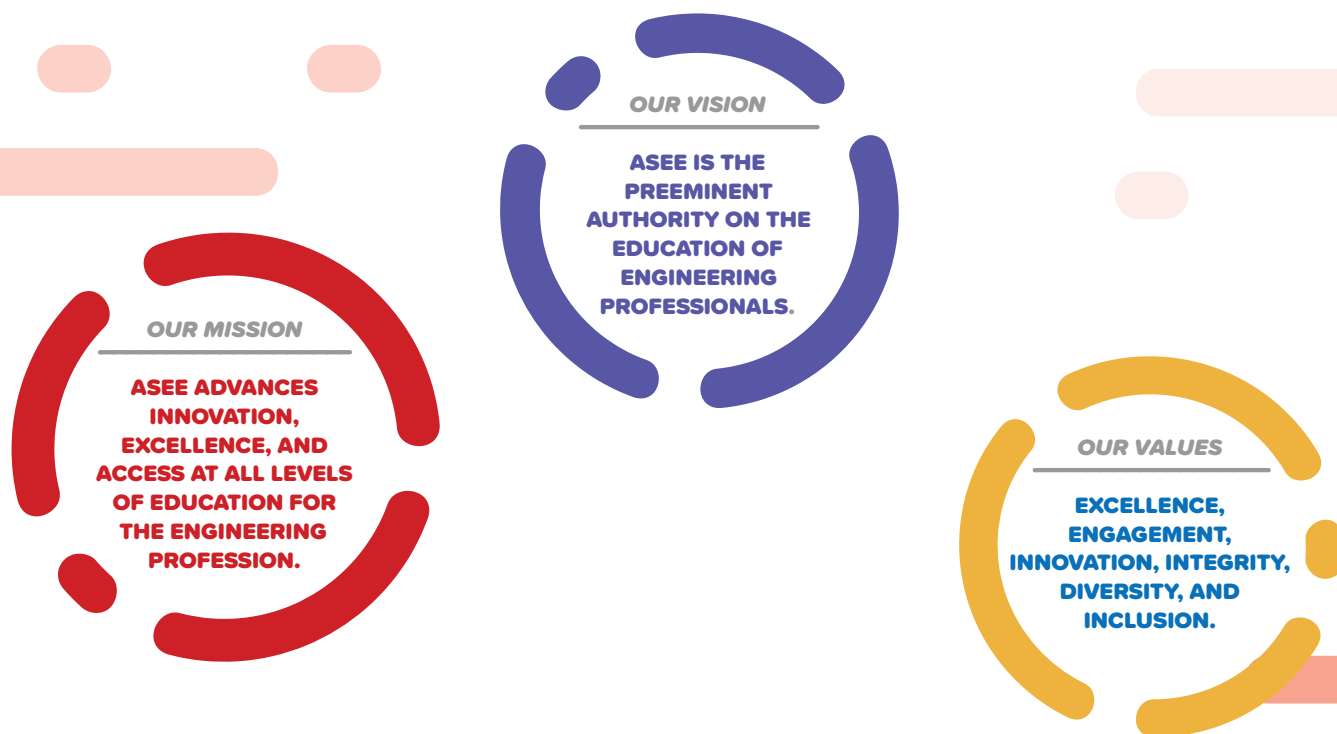 OUR VISION
ASEE IS THE
PREEMINENT
AUTHORITY ON THE
EDUCATION OF
ENGINEERING
PROFESSIONALS.
OUR MISSION
ASEE ADVANCES
INNOVATION,
EXCELLENCE, AND
ACCESS AT ALL LEVELS
OF EDUCATION FOR
THE ENGINEERING
PROFESSION.
OUR VALUES
EXCELLENCE,
ENGAGEMENT,
INNOVATION, INTEGRITY,
DIVERSITY, AND
INCLUSION.